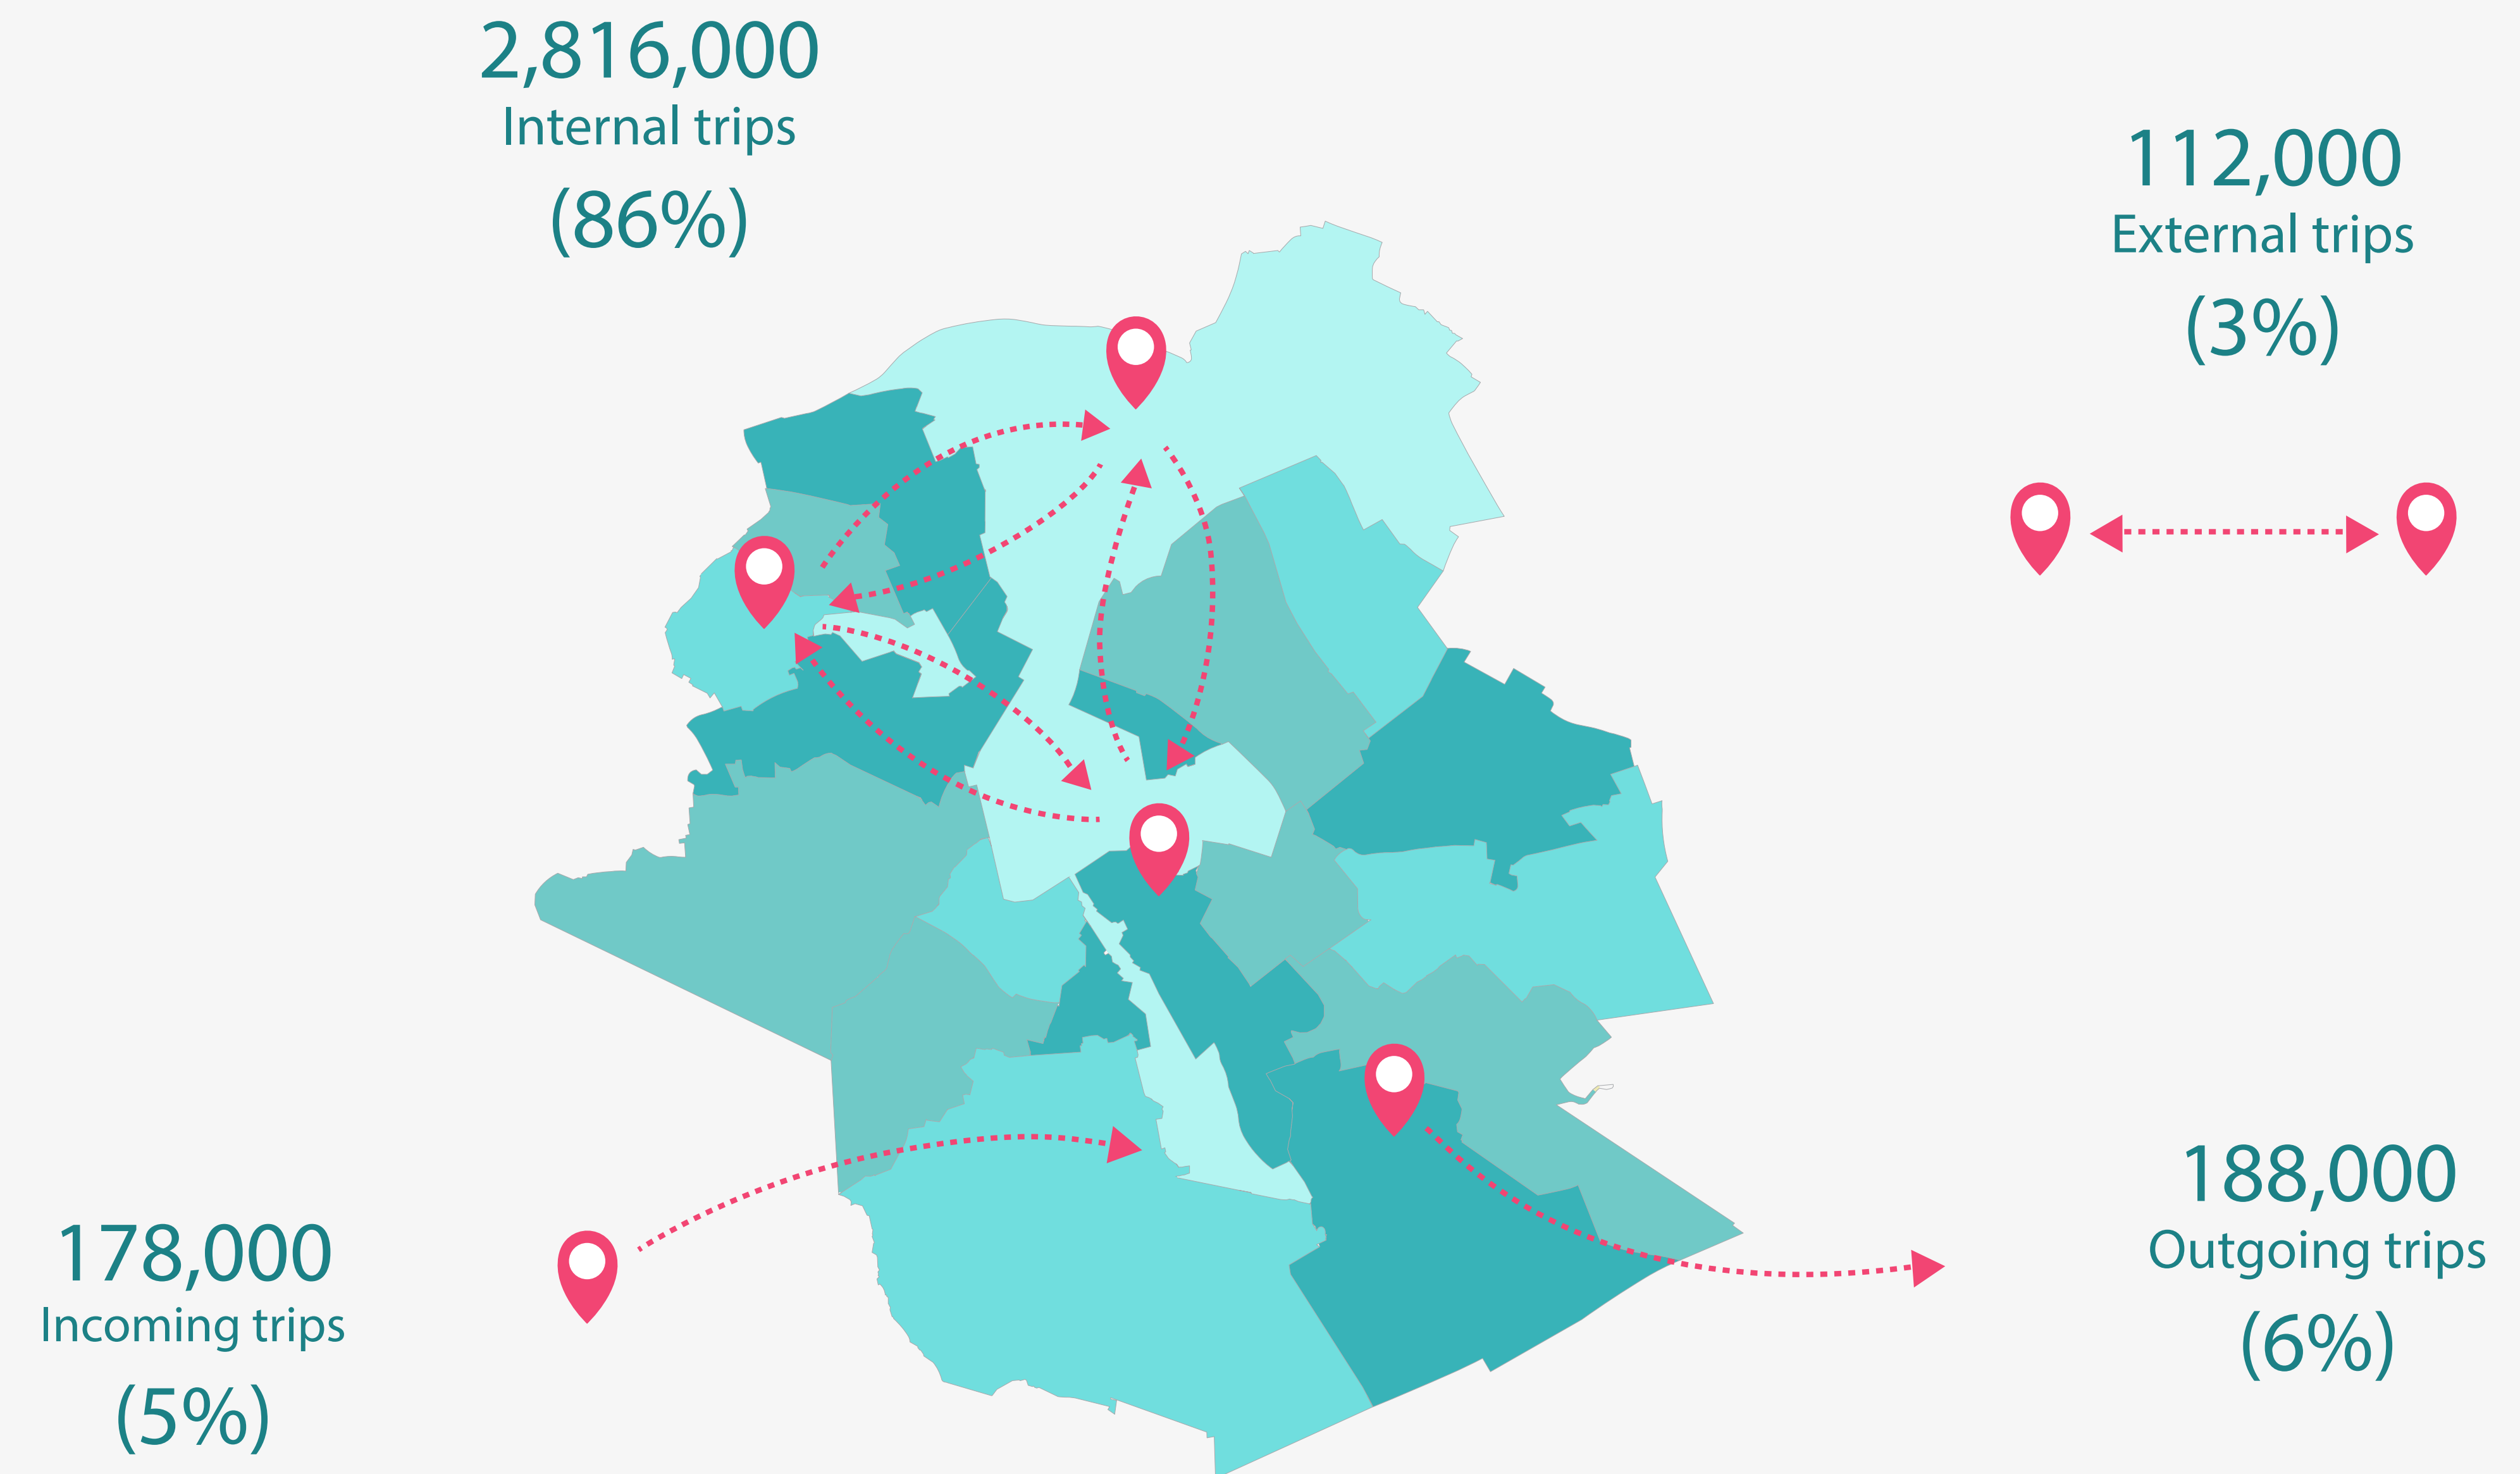 2,816,000
Internal trips
(86%)
112,000
External trips
(3%)
178,000
Incoming trips
(5%)
188,000
Outgoing trips
(6%)